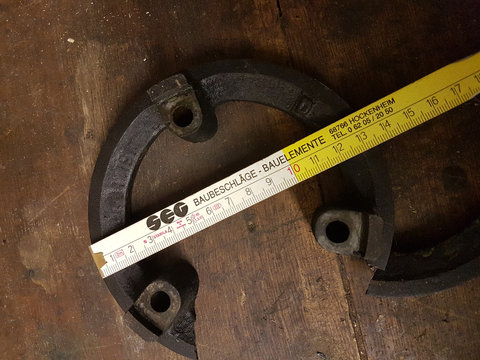 SEG BAUBESCHLÄGE - BAUELEMENTE 68766 HOCKENHEIM
TEL. 0 62 05 / 20 50
1 2 3 4 5 6 7 8 9 10 11 12 13 14 15 16 17 18